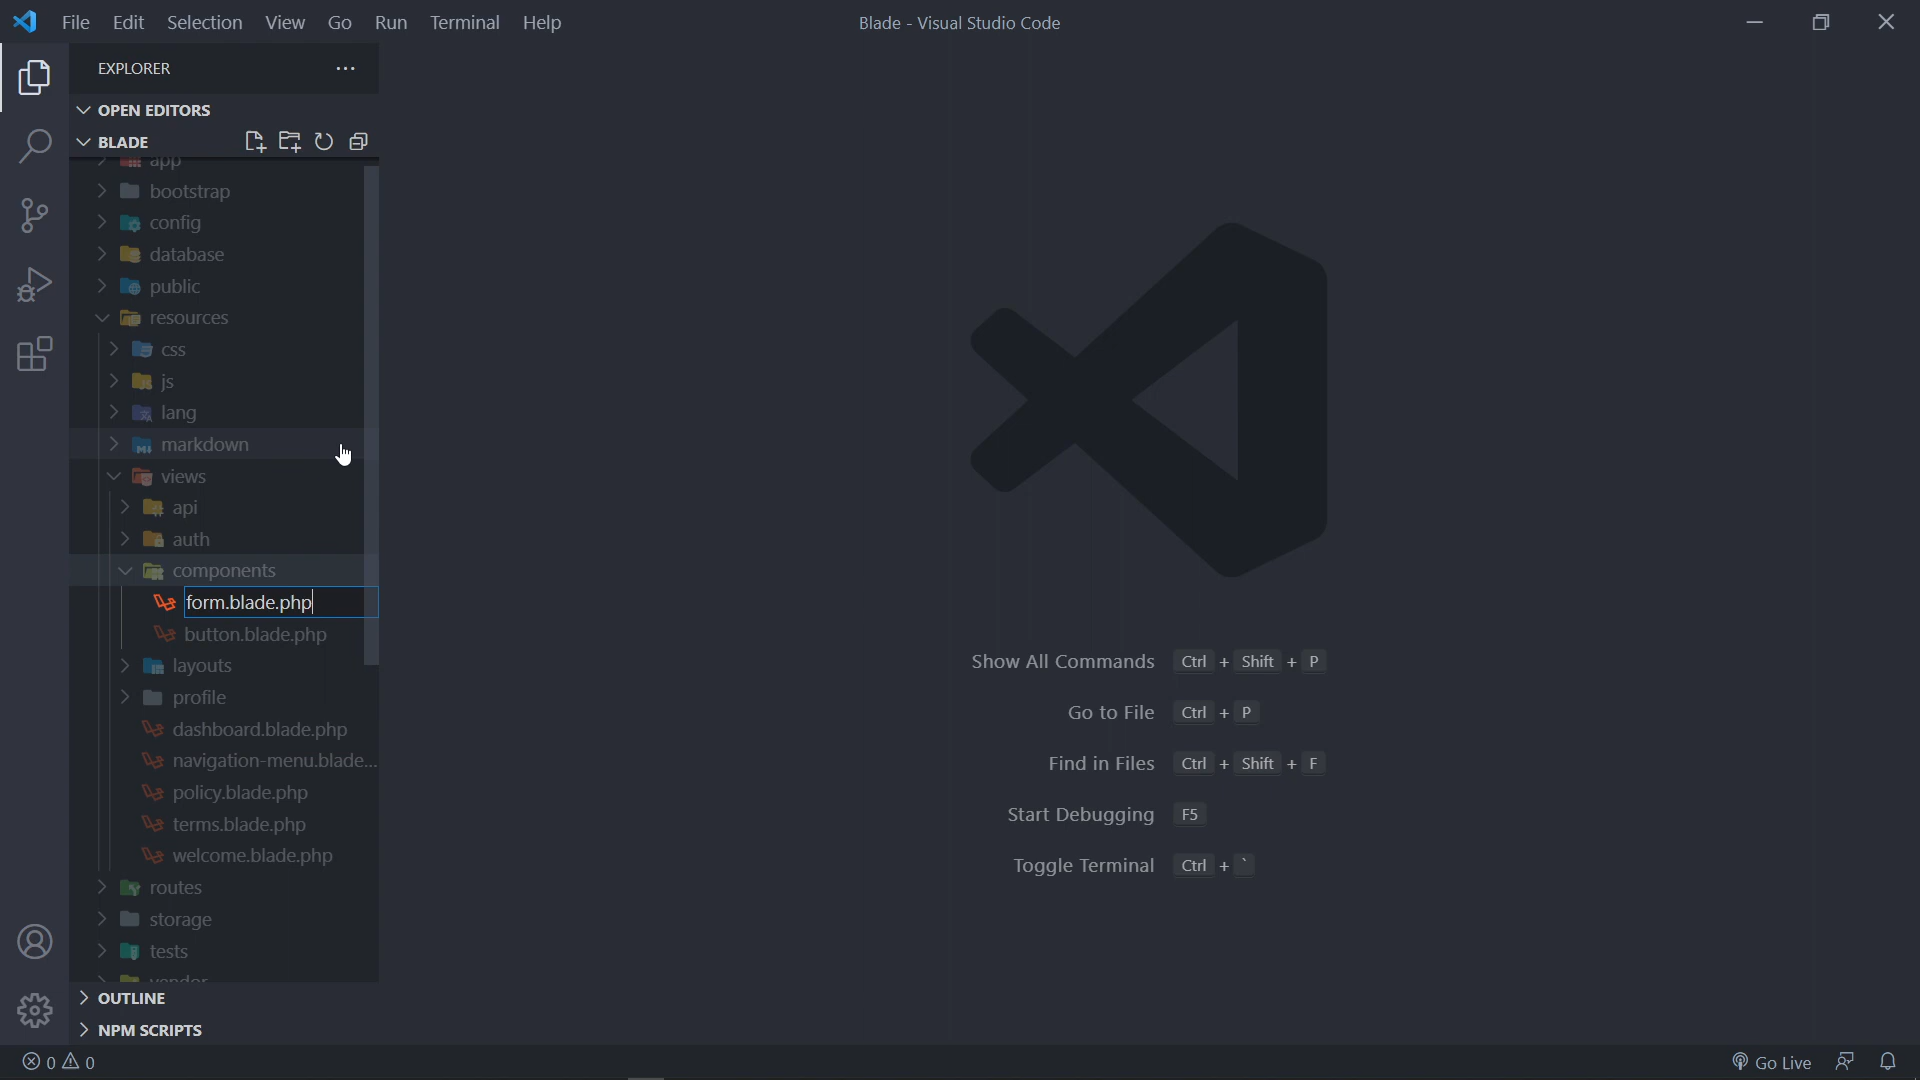 File Edit Selection View Go Run Terminal Help
Blade - Visual Studio Code
EXPLORER
OPEN EDITORS
BLADE
app
bootstrap
config
database
public
resources
css
js
lang
markdown
views
api
auth
components
form.blade.php
button.blade.php
layouts
profile
dashboard.blade.php
navigation-menu.blade...
policy.blade.php
terms.blade.php
welcome.blade.php
routes
storage
tests
vendor
OUTLINE
NPM SCRIPTS
Show All Commands Ctrl + Shift + P
Go to File Ctrl + P
Find in Files Ctrl + Shift + F
Start Debugging F5
Toggle Terminal Ctrl + `
0 0
Go Live